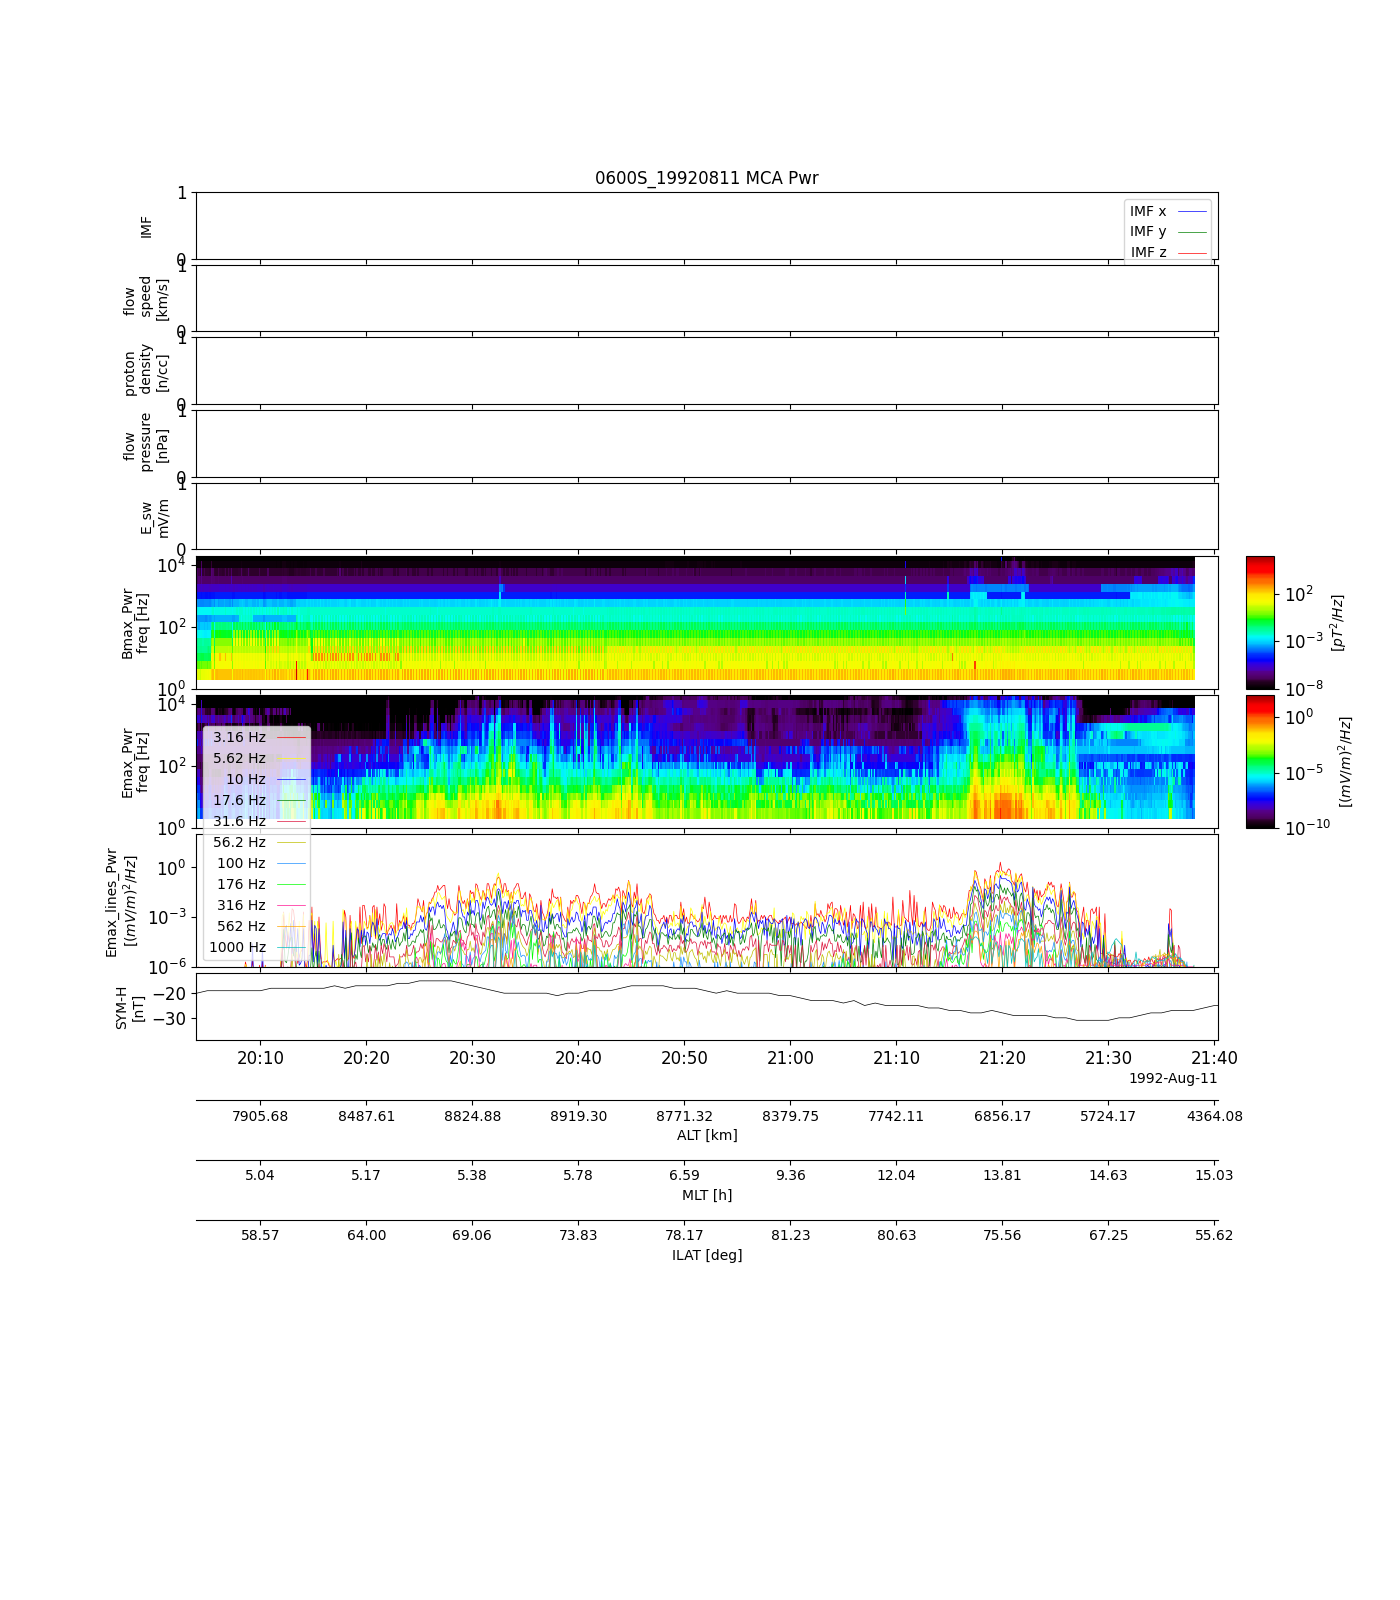 0600S_19920811 MCA Pwr
1
IMF
0
IMF x
IMF y
IMF z
1
flow
speed
[km/s]
0
1
proton
density
[n/cc]
0
1
flow
pressure
[nPa]
0
1
E_sw
mV/m
0
10^4
10^2
10^0
Bmax_Pwr
freq [Hz]
10^2
10^-3
10^-8
[pT^2/Hz]
10^4
10^2
10^0
Emax_Pwr
freq [Hz]
10^0
10^-5
10^-10
[(mV/m)^2/Hz]
3.16 Hz
5.62 Hz
10 Hz
17.6 Hz
31.6 Hz
56.2 Hz
100 Hz
176 Hz
316 Hz
562 Hz
1000 Hz
10^0
10^-3
10^-6
Emax_lines_Pwr
[(mV/m)^2/Hz]
SYM-H
[nT]
−20
−30
20:10 20:20 20:30 20:40 20:50 21:00 21:10 21:20 21:30 21:40
1992-Aug-11
7905.68 8487.61 8824.88 8919.30 8771.32 8379.75 7742.11 6856.17 5724.17 4364.08
ALT [km]
5.04 5.17 5.38 5.78 6.59 9.36 12.04 13.81 14.63 15.03
MLT [h]
58.57 64.00 69.06 73.83 78.17 81.23 80.63 75.56 67.25 55.62
ILAT [deg]